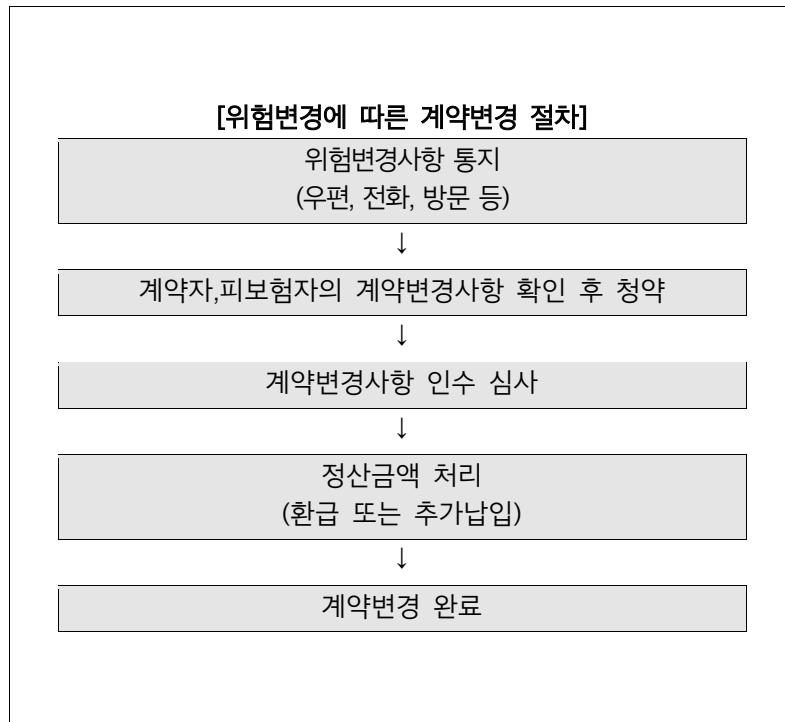 [위험변경에 따른 계약변경 절차]
위험변경사항 통지
(우편, 전화, 방문 등)
↓
계약자,피보험자의 계약변경사항 확인 후 청약
↓
계약변경사항 인수 심사
↓
정산금액 처리
(환급 또는 추가납입)
↓
계약변경 완료